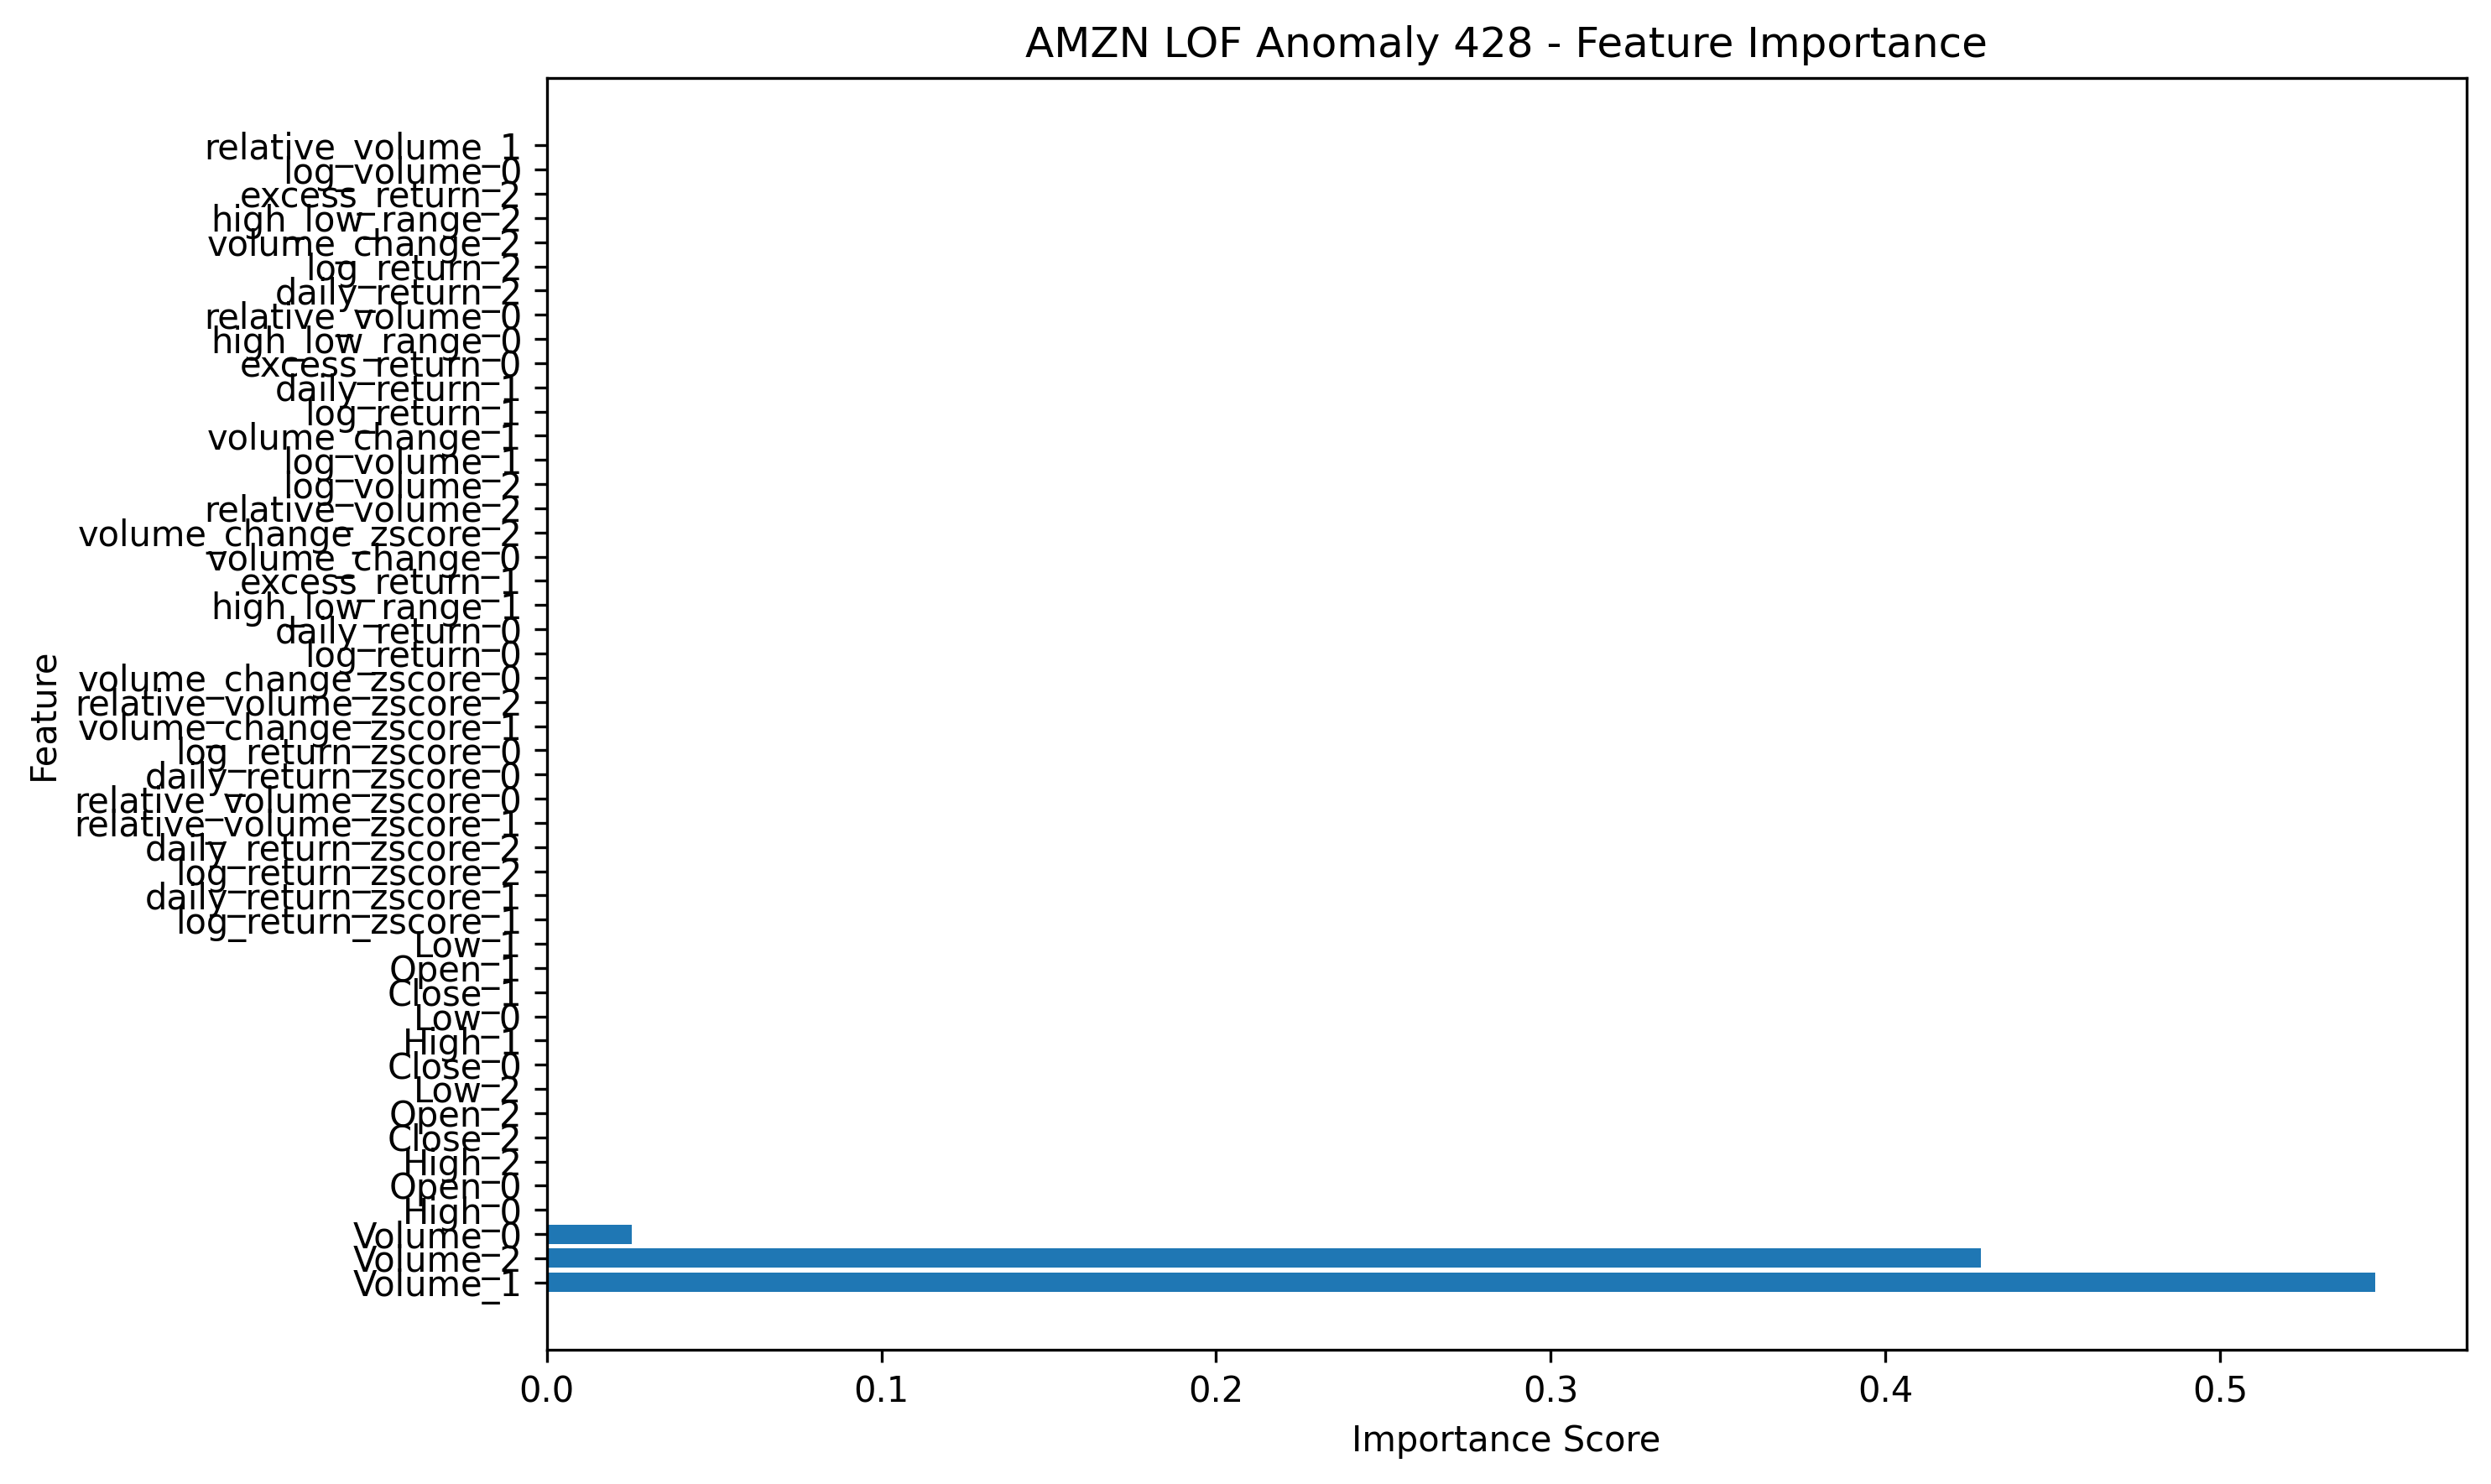 AMZN LOF Anomaly 428 - Feature Importance
relative_volume_1
log_volume_0
excess_return_2
high_low_range_2
volume_change_2
log_return_2
daily_return_2
relative_volume_0
high_low_range_0
excess_return_0
daily_return_1
log_return_1
volume_change_1
log_volume_1
log_volume_2
relative_volume_2
volume_change_zscore_2
volume_change_0
excess_return_1
high_low_range_1
daily_return_0
log_return_0
volume_change_zscore_0
relative_volume_zscore_2
volume_change_zscore_1
log_return_zscore_0
daily_return_zscore_0
relative_volume_zscore_0
relative_volume_zscore_1
daily_return_zscore_2
log_return_zscore_2
daily_return_zscore_1
log_return_zscore_1
Low_1
Open_1
Close_1
Low_0
High_1
Close_0
Low_2
Open_2
Close_2
High_2
Open_0
High_0
Volume_0
Volume_2
Volume_1
Feature
0.0 0.1 0.2 0.3 0.4 0.5
Importance Score